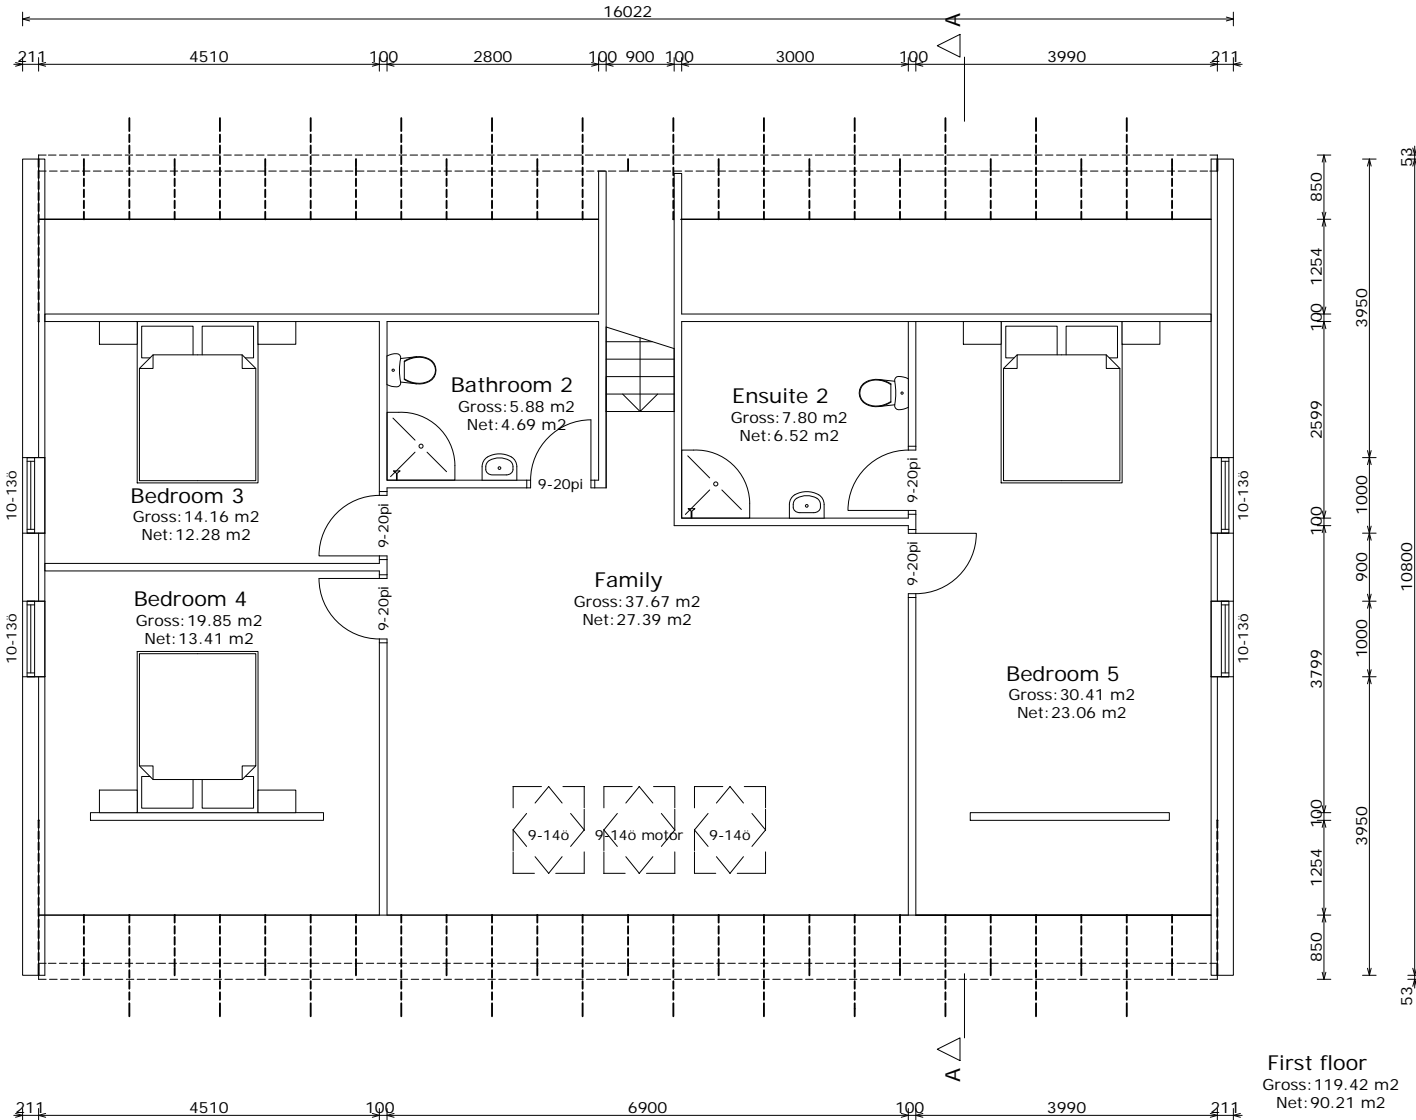 16022
A
211 4510 100 2800 100 900 100 3000 100 3990 211
53
850
1254
100
2599
100
3799
100
1254
850
3950
1000
900
1000
3950
10800
53
Bathroom 2
Gross:5.88 m2
Net:4.69 m2
Ensuite 2
Gross:7.80 m2
Net:6.52 m2
10-13ö
Bedroom 3
Gross:14.16 m2
Net:12.28 m2
9-20pi
9-20pi
9-20pi
10-13ö
Family
Gross:37.67 m2
Net:27.39 m2
9-20pi
10-13ö
Bedroom 4
Gross:19.85 m2
Net:13.41 m2
9-20pi
10-13ö
Bedroom 5
Gross:30.41 m2
Net:23.06 m2
9-14ö 9-14ö motor 9-14ö
A
First floor
Gross:119.42 m2
Net:90.21 m2
211 4510 100 6900 100 3990 211